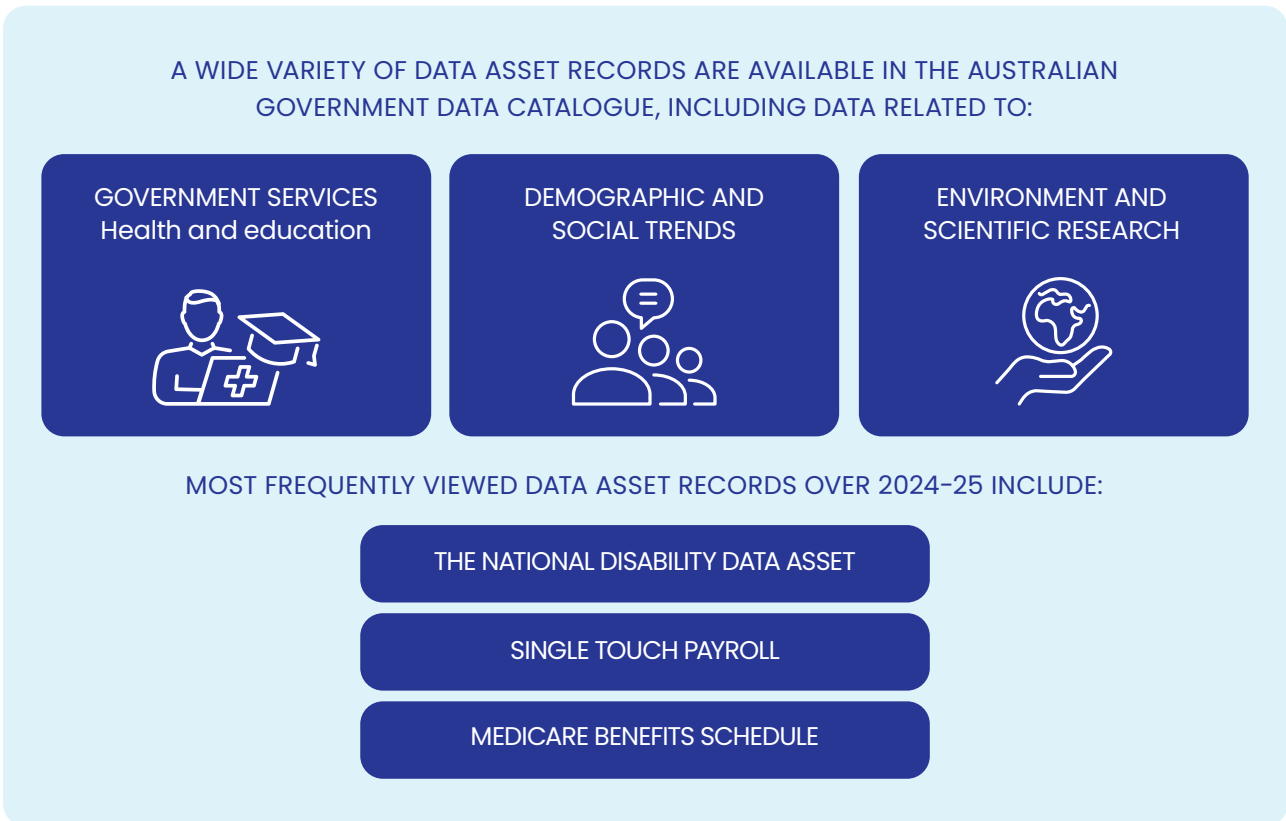 A WIDE VARIETY OF DATA ASSET RECORDS ARE AVAILABLE IN THE AUSTRALIAN
GOVERNMENT DATA CATALOGUE, INCLUDING DATA RELATED TO:
GOVERNMENT SERVICES
Health and education
DEMOGRAPHIC AND
SOCIAL TRENDS
ENVIRONMENT AND
SCIENTIFIC RESEARCH
MOST FREQUENTLY VIEWED DATA ASSET RECORDS OVER 2024-25 INCLUDE:
THE NATIONAL DISABILITY DATA ASSET
SINGLE TOUCH PAYROLL
MEDICARE BENEFITS SCHEDULE